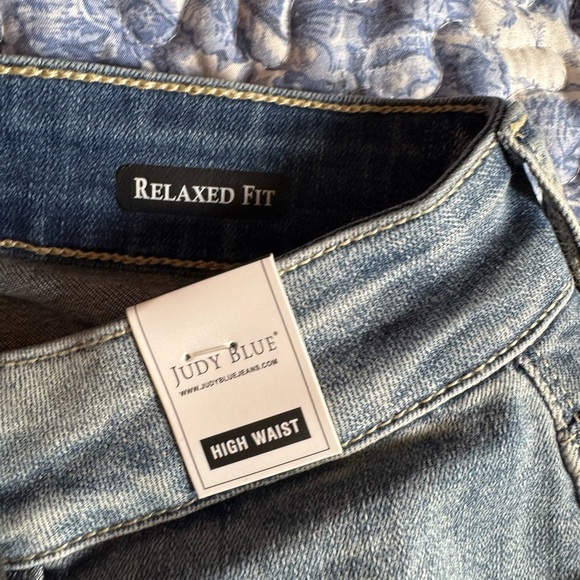 RELAXED FIT
JUDY BLUE®
WWW.JUDYBLUEJEANS.COM
HIGH WAIST